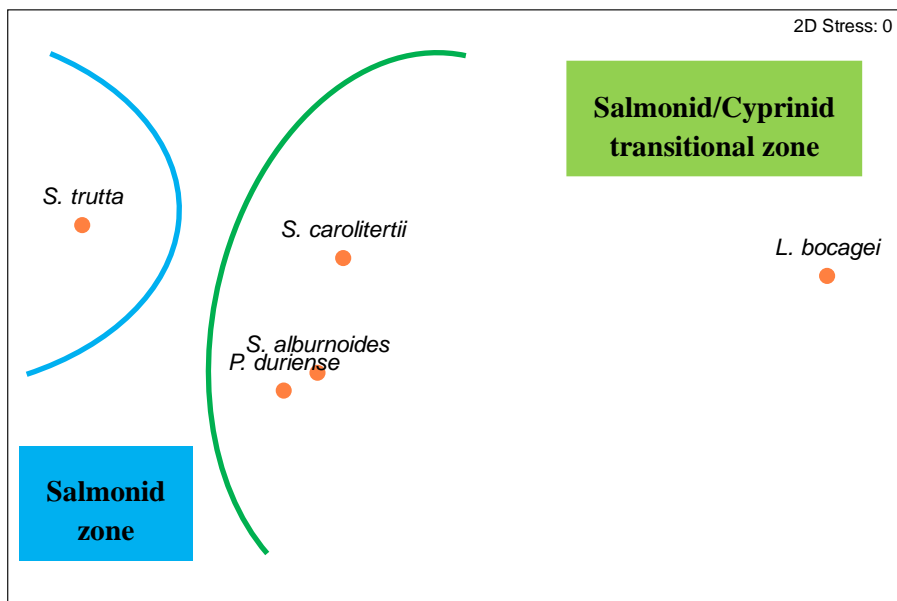 2D Stress: 0
Salmonid/Cyprinid
transitional zone
S. trutta
S. carolitertii
L. bocagei
S. alburnoides
P. duriense
Salmonid
zone